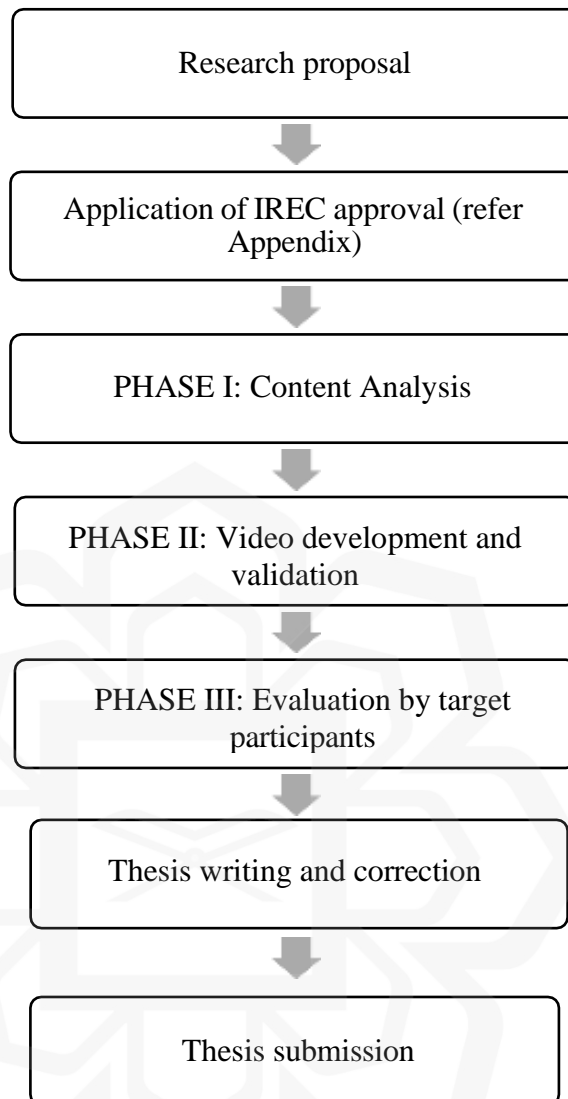 Research proposal
Application of IREC approval (refer
Appendix)
PHASE I: Content Analysis
PHASE II: Video development and
validation
PHASE III: Evaluation by target
participants
Thesis writing and correction
Thesis submission